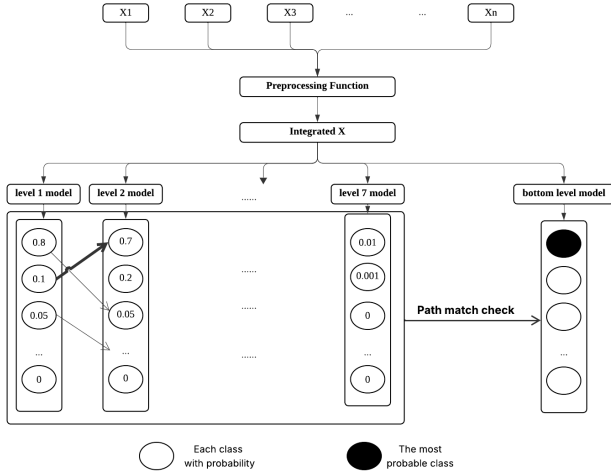 X1 X2 X3 ... ... Xn
Preprocessing Function
Integrated X
level 1 model level 2 model ...... level 7 model bottom level model
0.8 0.7 0.01
0.1 0.2 ...... 0.001
0.05 0.05 ...... 0
Path match check
... ... ...... ... ...
0 0 0
Each class
with probability
The most
probable class